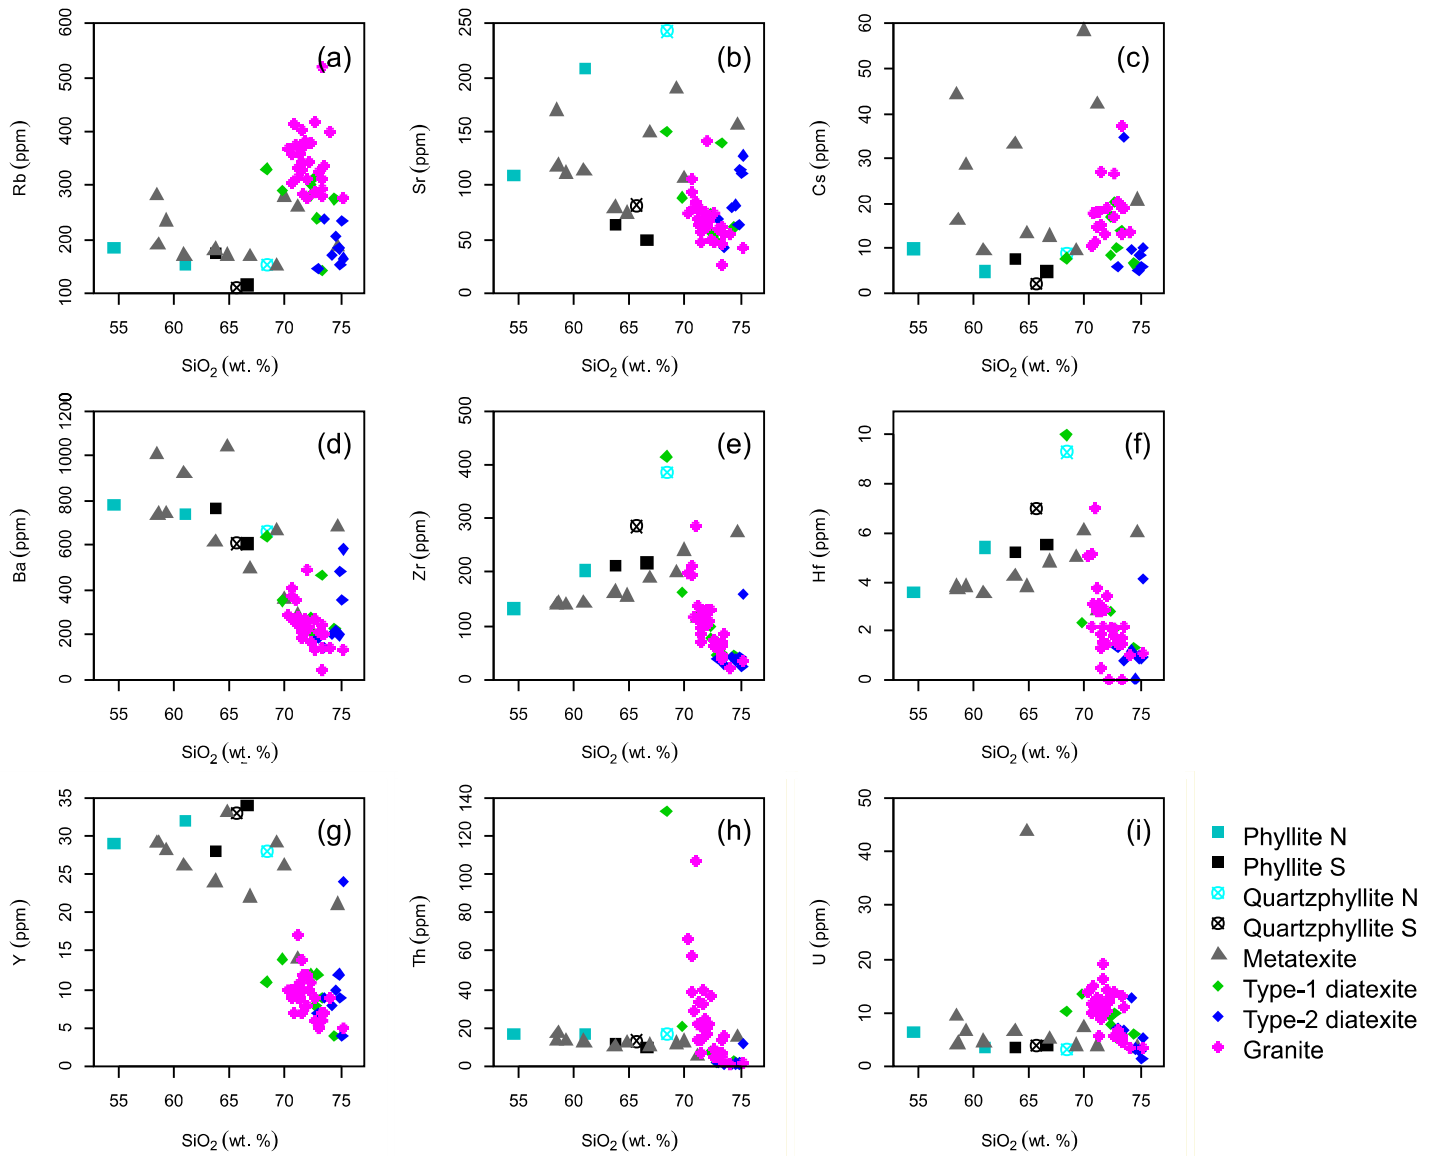 (a)
Rb (ppm)
600
500
400
300
200
100
55 60 65 70 75
SiO2 (wt. %)
(b)
Sr (ppm)
250
200
150
100
50
0
55 60 65 70 75
SiO2 (wt. %)
(c)
Cs (ppm)
60
50
40
30
20
10
0
55 60 65 70 75
SiO2 (wt. %)
(d)
Ba (ppm)
1200
1000
800
600
400
200
0
55 60 65 70 75
SiO2 (wt. %)
(e)
Zr (ppm)
500
400
300
200
100
0
55 60 65 70 75
SiO2 (wt. %)
(f)
Hf (ppm)
10
8
6
4
2
0
55 60 65 70 75
SiO2 (wt. %)
(g)
Y (ppm)
35
30
25
20
15
10
5
0
55 60 65 70 75
SiO2 (wt. %)
(h)
Th (ppm)
140
120
100
80
60
40
20
0
55 60 65 70 75
SiO2 (wt. %)
(i)
U (ppm)
50
40
30
20
10
0
55 60 65 70 75
SiO2 (wt. %)
Phyllite N
Phyllite S
Quartzphyllite N
Quartzphyllite S
Metatexite
Type-1 diatexite
Type-2 diatexite
Granite